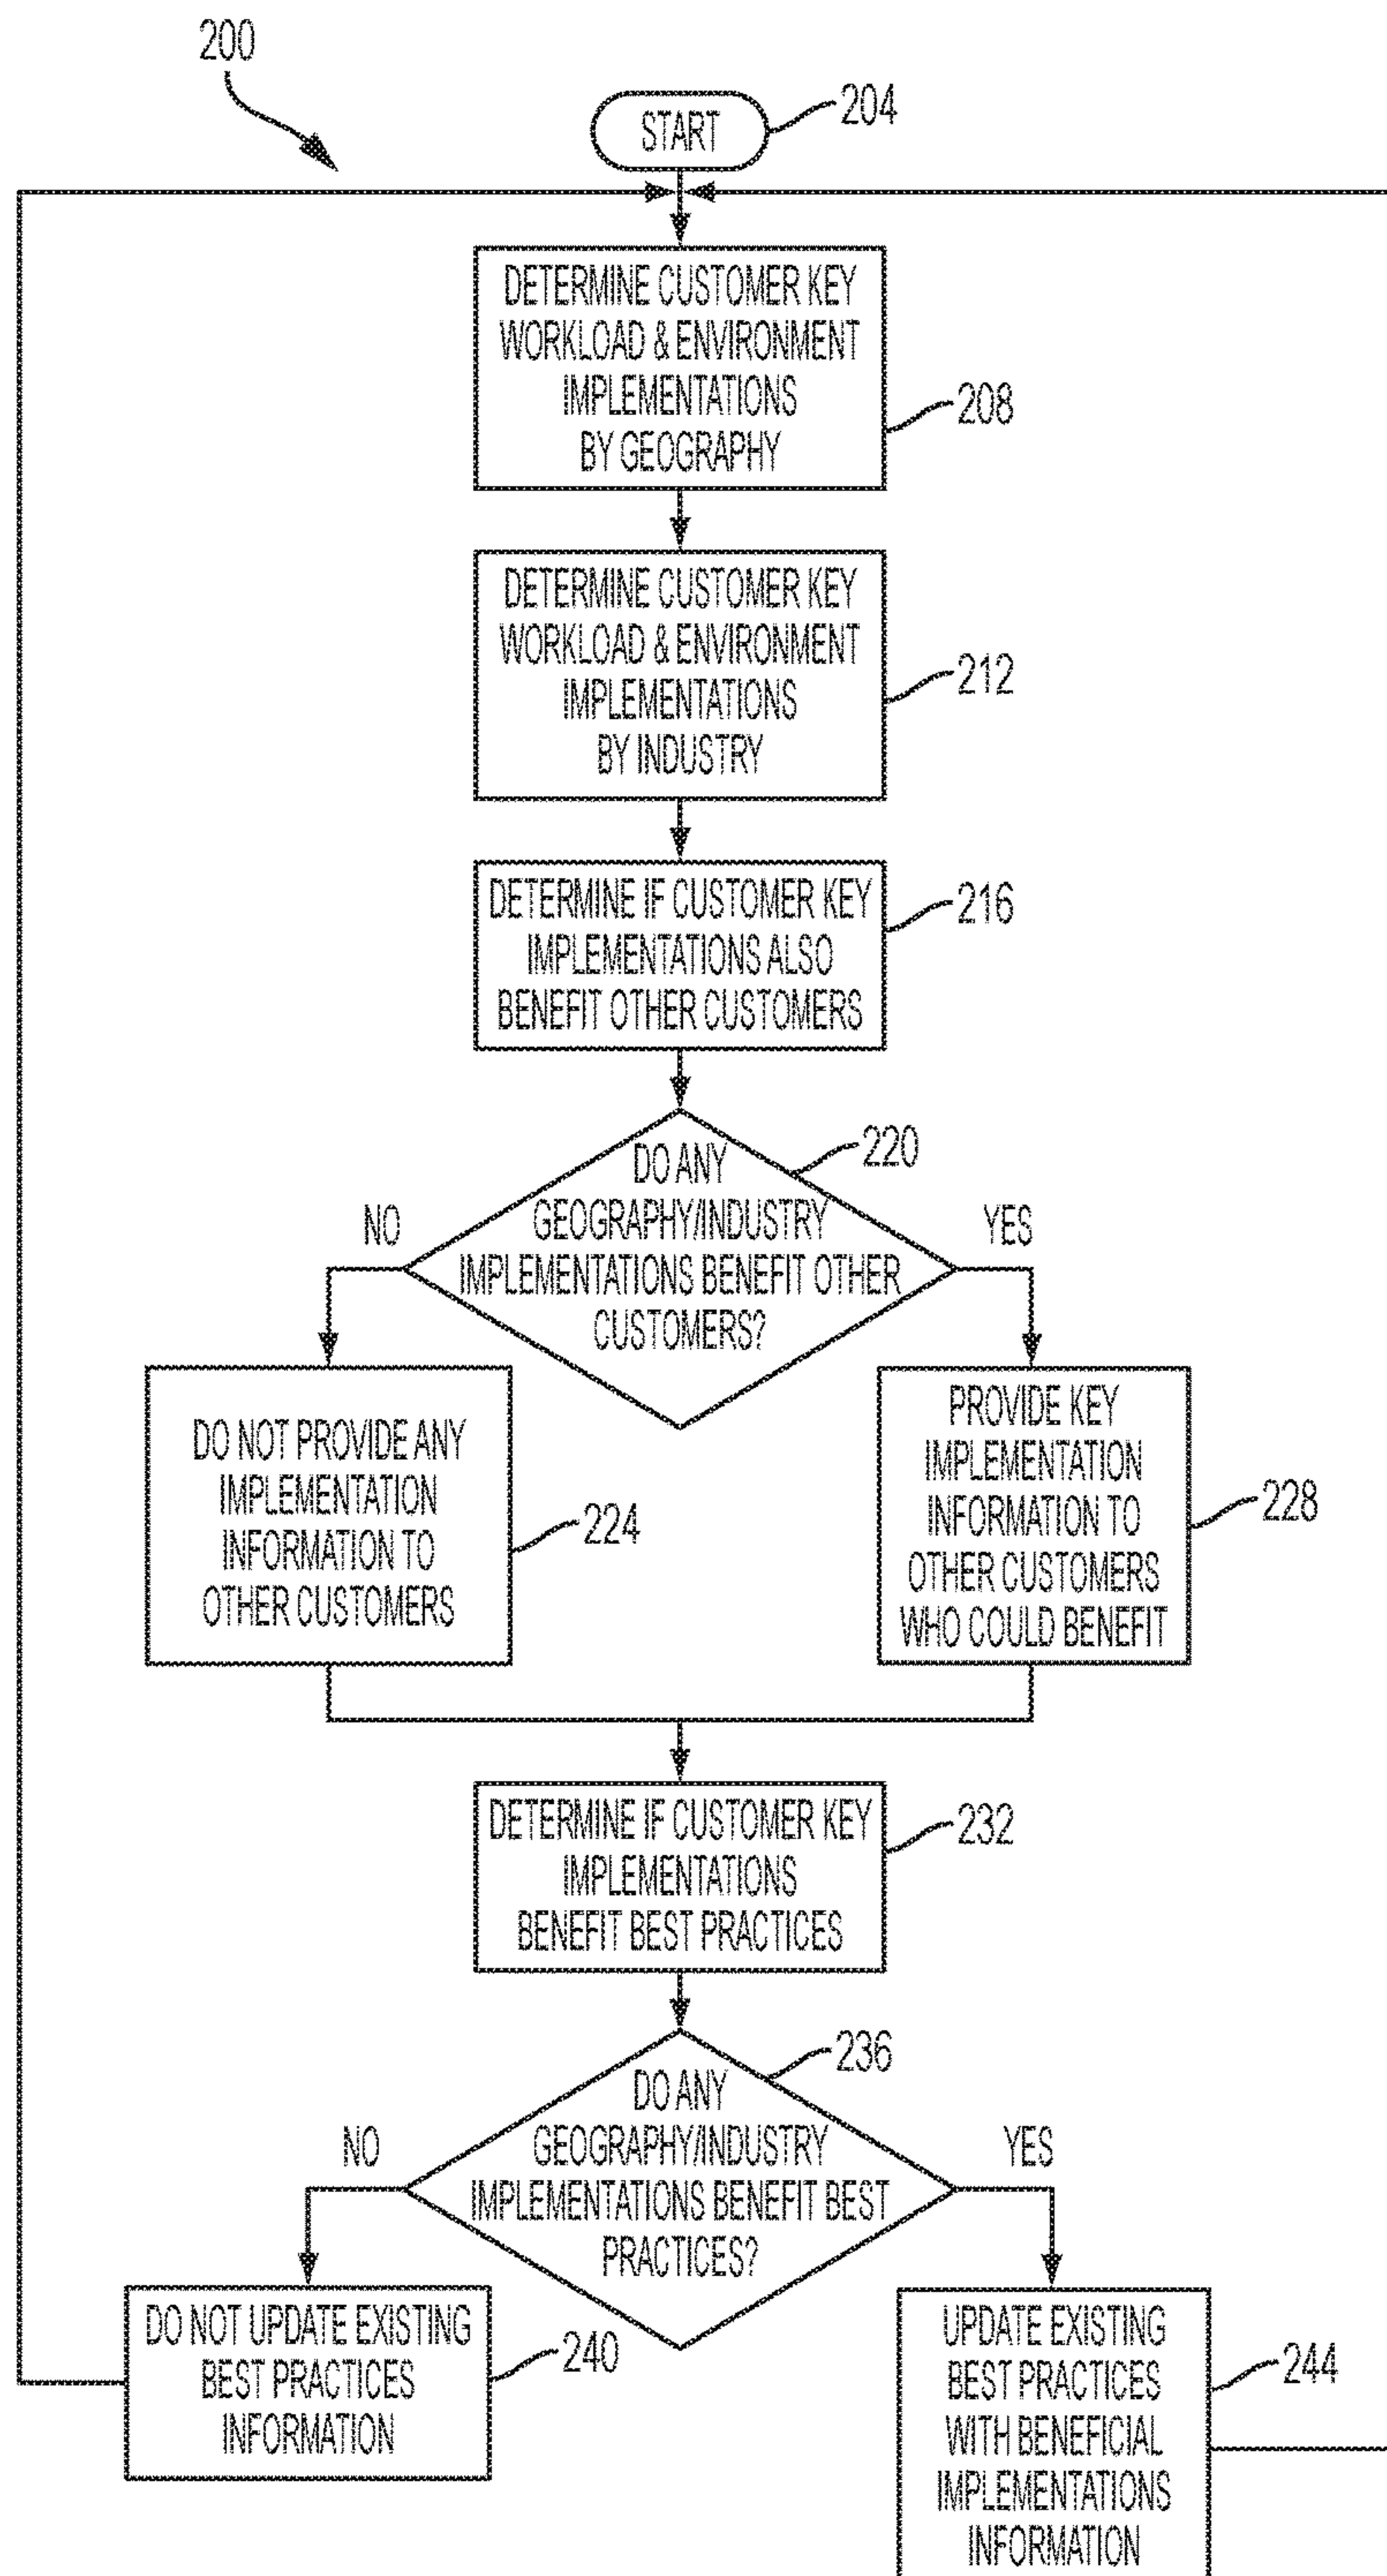 200
START
204
DETERMINE CUSTOMER KEY
WORKLOAD & ENVIRONMENT
IMPLEMENTATIONS
BY GEOGRAPHY
208
DETERMINE CUSTOMER KEY
WORKLOAD & ENVIRONMENT
IMPLEMENTATIONS
BY INDUSTRY
212
DETERMINE IF CUSTOMER KEY
IMPLEMENTATIONS ALSO
BENEFIT OTHER CUSTOMERS
216
DO ANY
GEOGRAPHY/INDUSTRY
IMPLEMENTATIONS BENEFIT OTHER
CUSTOMERS?
220
NO
YES
DO NOT PROVIDE ANY
IMPLEMENTATION
INFORMATION TO
OTHER CUSTOMERS
224
PROVIDE KEY
IMPLEMENTATION
INFORMATION TO
OTHER CUSTOMERS
WHO COULD BENEFIT
228
DETERMINE IF CUSTOMER KEY
IMPLEMENTATIONS
BENEFIT BEST PRACTICES
232
DO ANY
GEOGRAPHY/INDUSTRY
IMPLEMENTATIONS BENEFIT BEST
PRACTICES?
236
NO
YES
DO NOT UPDATE EXISTING
BEST PRACTICES
INFORMATION
240
UPDATE EXISTING
BEST PRACTICES
WITH BENEFICIAL
IMPLEMENTATIONS
INFORMATION
244